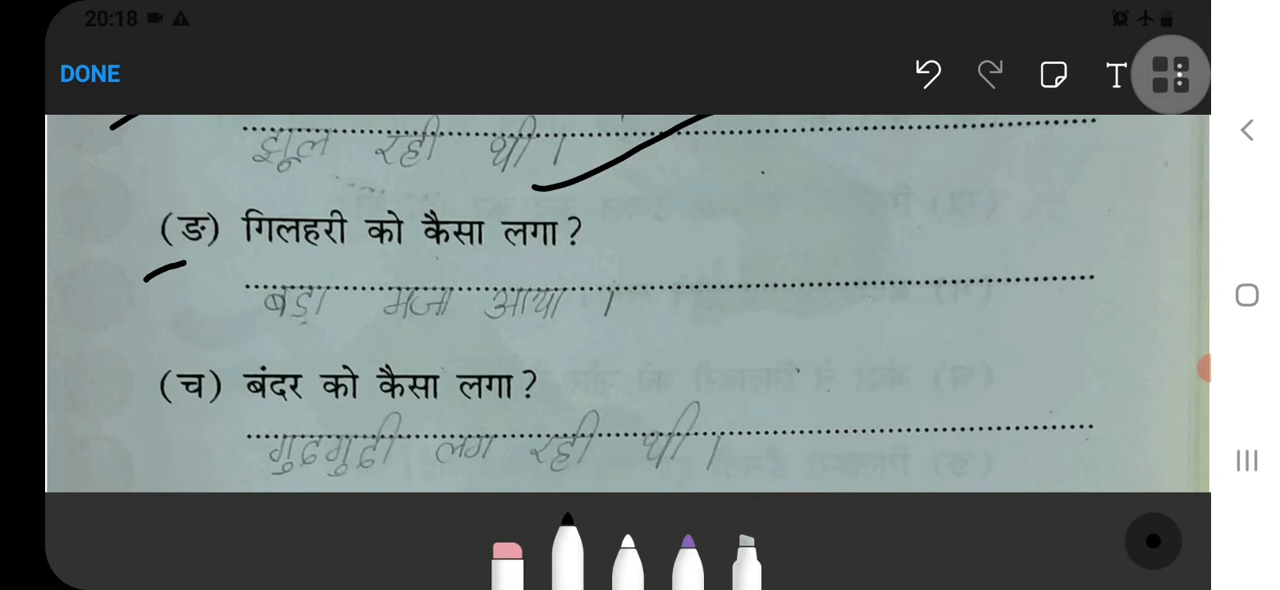 20:18
DONE
T
झूल रही थी।
(ङ) गिलहरी को कैसा लगा?
बड़ा मजा आया।
(च) बंदर को कैसा लगा?
गुदगुदी लग रही थी।